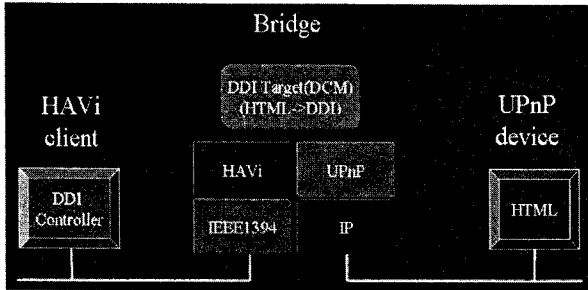 Bridge
DDI Target(DCM)
(HTML->DDI)
HAVi
client
UPnP
device
HAVi
UPnP
DDI
Controller
HTML
IEEE1394
IP